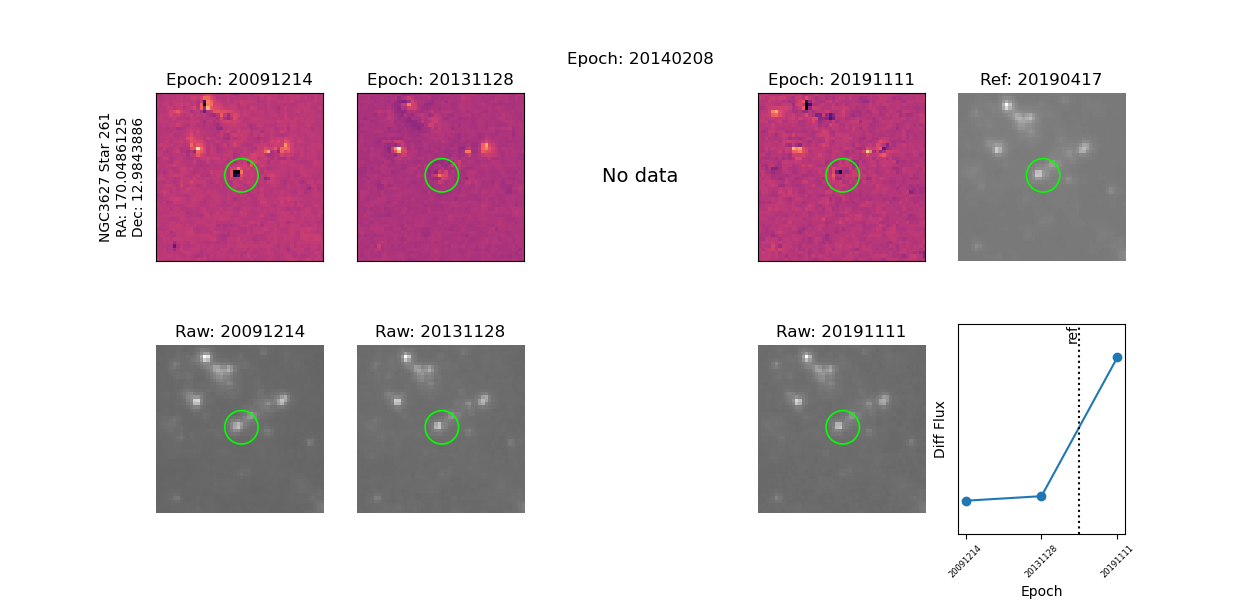 Epoch: 20140208
Epoch: 20091214
Epoch: 20131128
Epoch: 20191111
Ref: 20190417
NGC3627 Star 261
RA: 170.0486125
Dec: 12.9843886
No data
Raw: 20091214
Raw: 20131128
Raw: 20191111
ref
Diff Flux
20091214
20131128
20191111
Epoch